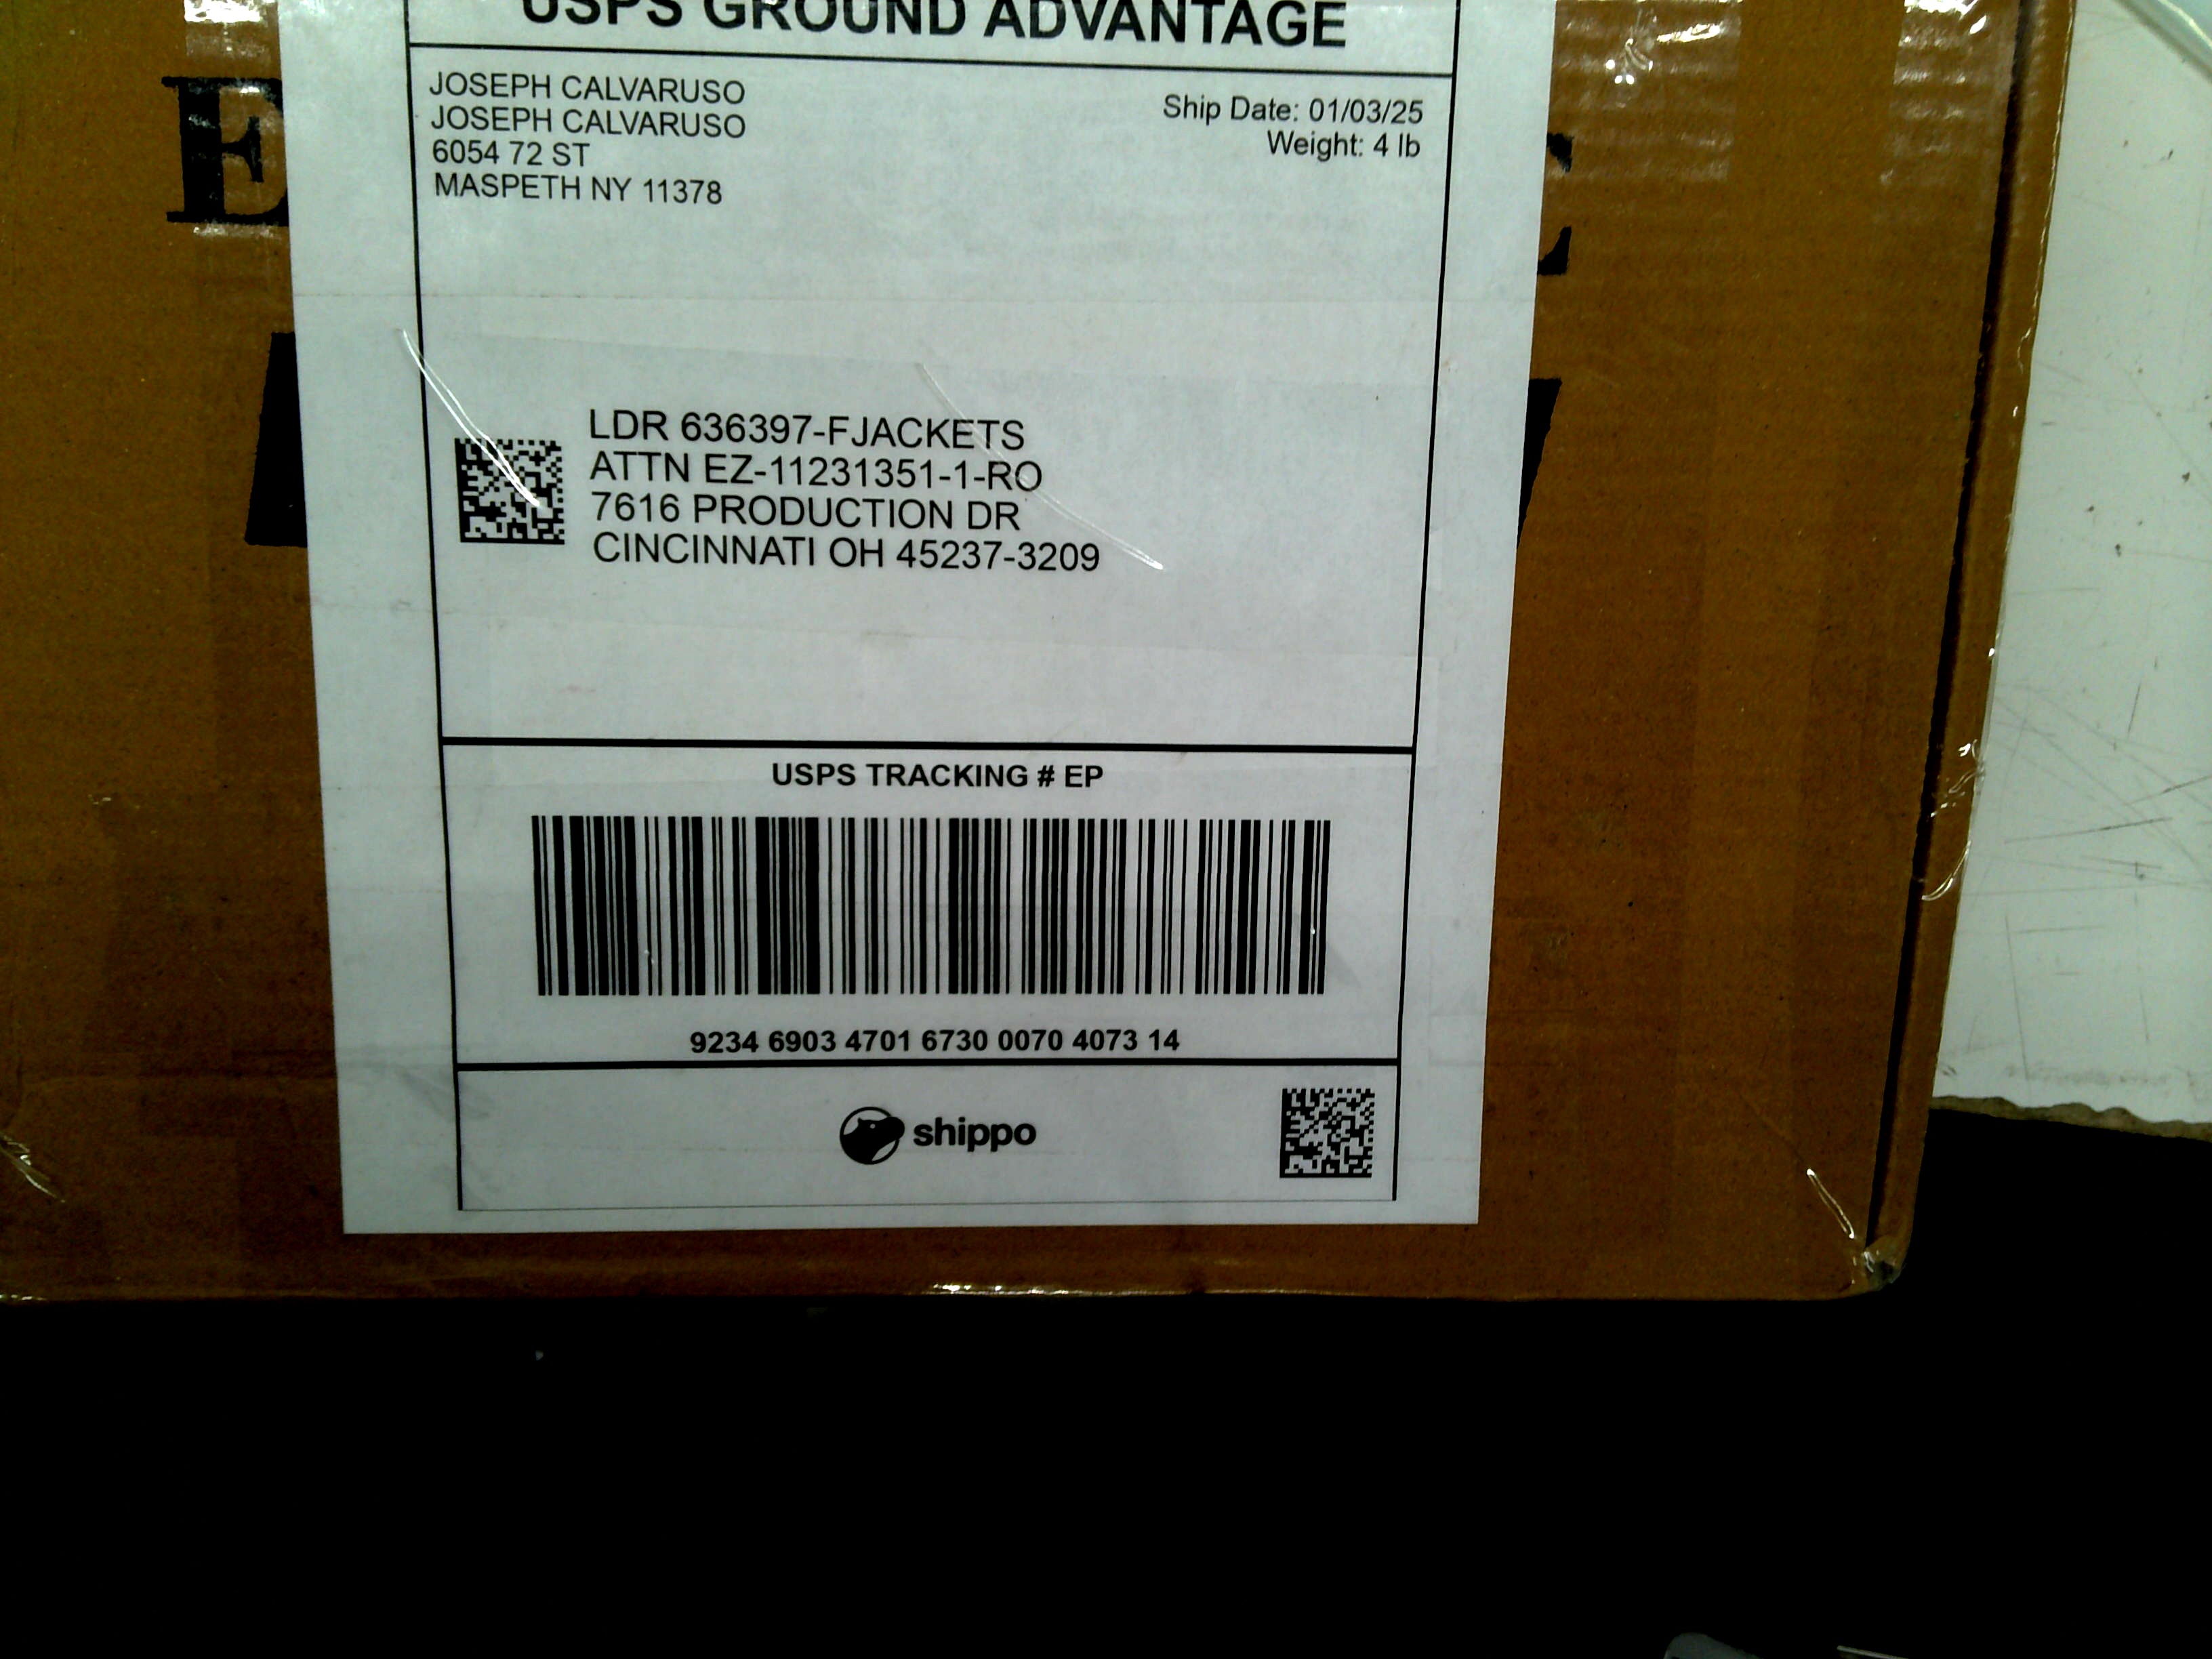 USPS GROUND ADVANTAGE
JOSEPH CALVARUSO
JOSEPH CALVARUSO
6054 72 ST
MASPETH NY 11378
Ship Date: 01/03/25
Weight: 4 lb
E
LDR 636397-FJACKETS
ATTN EZ-11231351-1-RO
7616 PRODUCTION DR
CINCINNATI OH 45237-3209
USPS TRACKING # EP
9234 6903 4701 6730 0070 4073 14
shippo